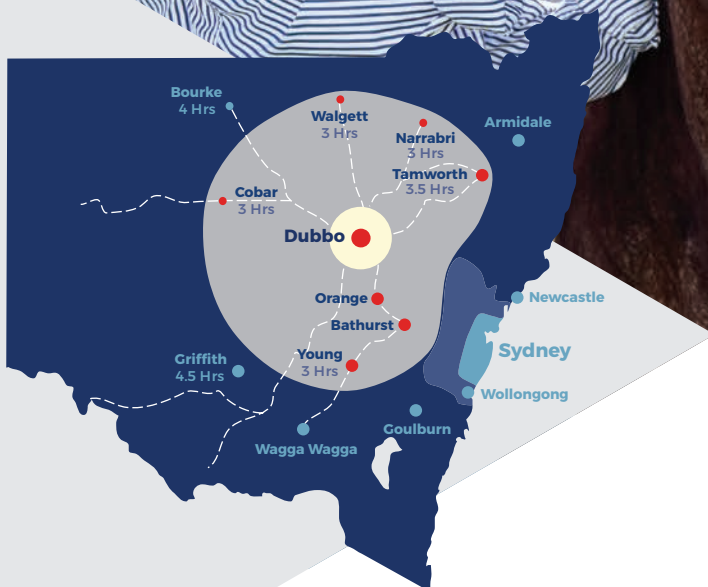 Bourke
4 Hrs
Walgett
3 Hrs
Narrabri
3 Hrs
Armidale
Tamworth
3.5 Hrs
Cobar
3 Hrs
Dubbo
Orange
Newcastle
Bathurst
Sydney
Young
3 Hrs
Griffith
4.5 Hrs
Wollongong
Goulburn
Wagga Wagga